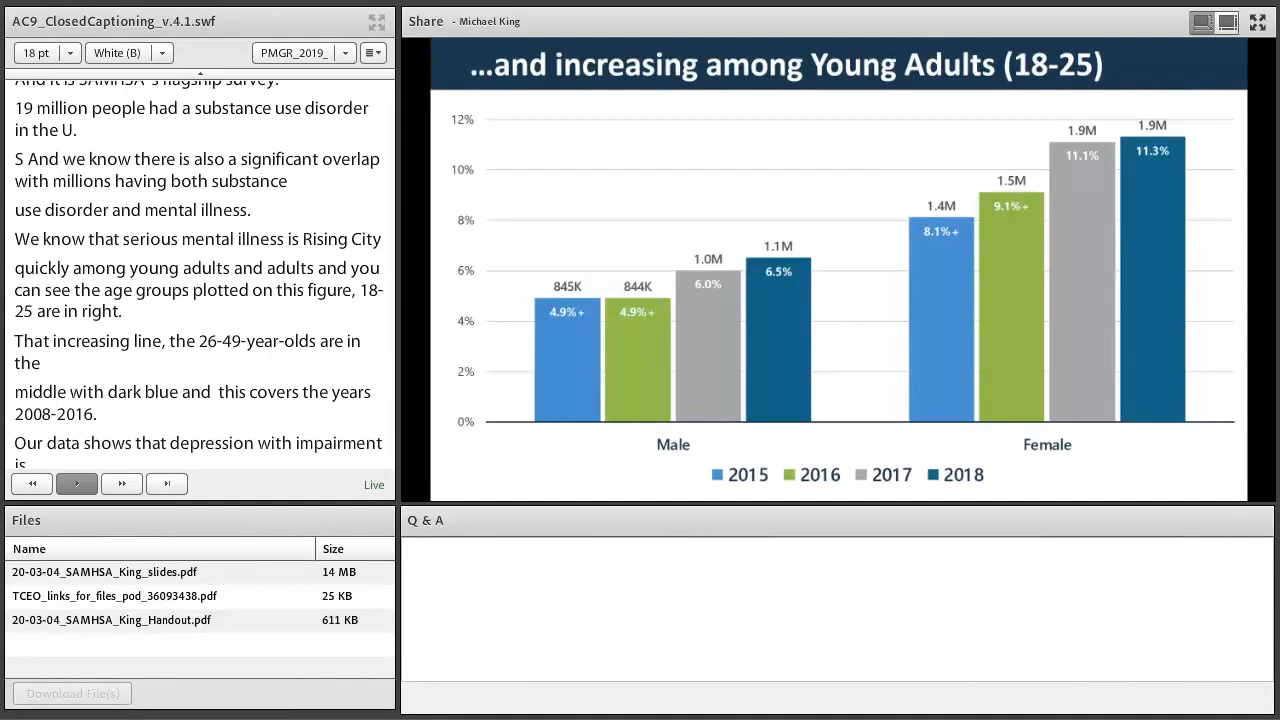 AC9_ClosedCaptioning_v.4.1.swf
18 pt
White (B)
PMGR_2019_
And it is SAMHSA's flagship survey.
19 million people had a substance use disorder
in the U.
S And we know there is also a significant overlap
with millions having both substance
use disorder and mental illness.
We know that serious mental illness is Rising City
quickly among young adults and adults and you
can see the age groups plotted on this figure, 18-
25 are in right.
That increasing line, the 26-49-year-olds are in
the
middle with dark blue and  this covers the years
2008-2016.
Our data shows that depression with impairment
is
Live
Files
Name Size
20-03-04_SAMHSA_King_slides.pdf 14 MB
TCEO_links_for_files_pod_36093438.pdf 25 KB
20-03-04_SAMHSA_King_Handout.pdf 611 KB
Download File(s)
Share - Michael King
...and increasing among Young Adults (18-25)
12%
10%
8%
6%
4%
2%
0%
845K
4.9%+
844K
4.9%+
1.0M
6.0%
1.1M
6.5%
1.4M
8.1%+
1.5M
9.1%+
1.9M
11.1%
1.9M
11.3%
Male Female
2015 2016 2017 2018
Q & A